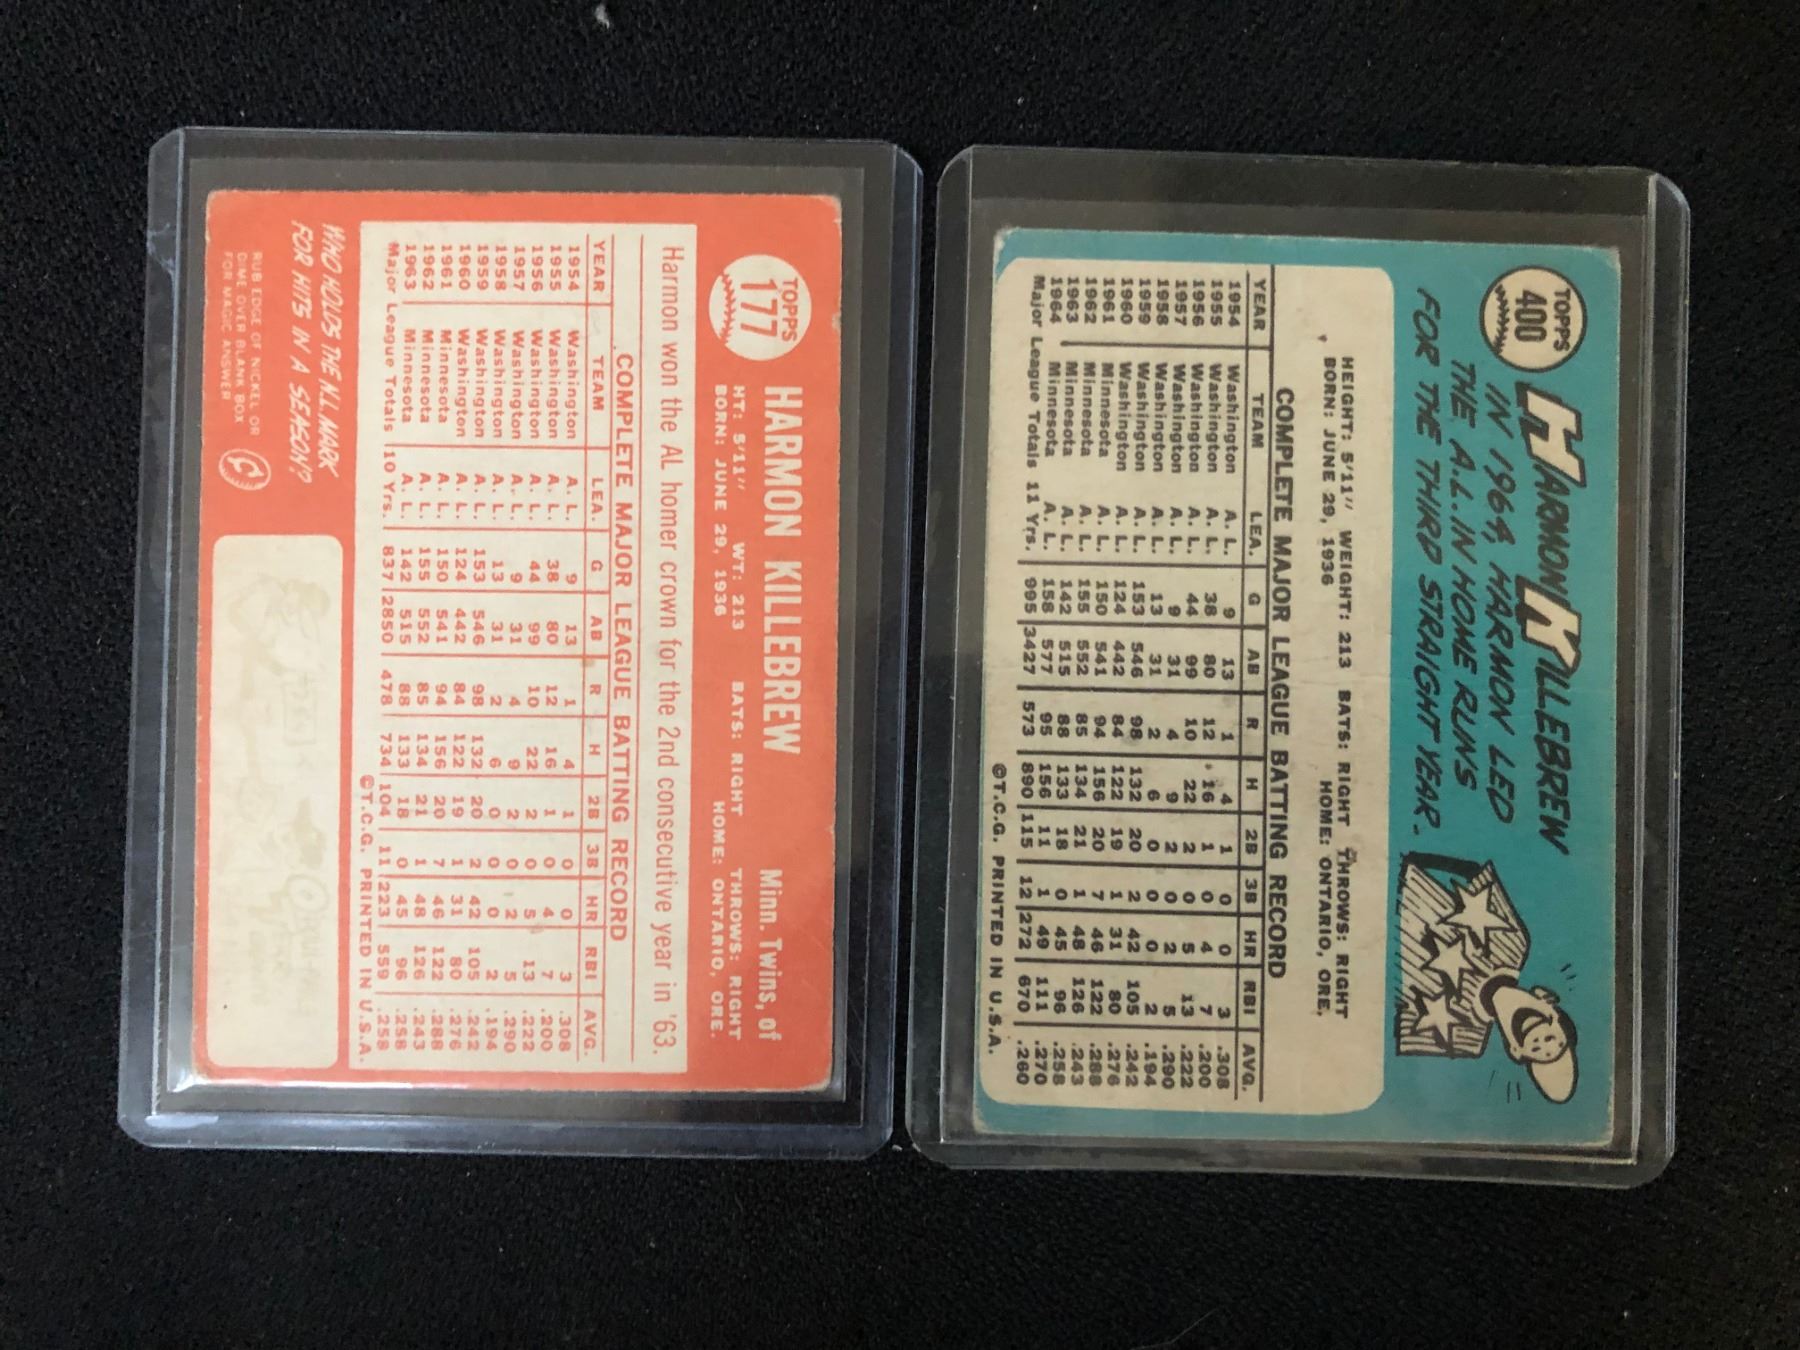 TOPPS
177
HARMON KILLEBREW Minn. Twins, of
HT: 5'11" WT: 213 BATS: RIGHT THROWS: RIGHT
BORN: JUNE 29, 1936 HOME: ONTARIO, ORE.
Harmon won the AL homer crown for the 2nd consecutive year in '63.
COMPLETE MAJOR LEAGUE BATTING RECORD
YEAR TEAM LEA. G AB R H 2B 3B HR RBI AVG.
1954 Washington A. L. 9 13 1 4 1 0 0 3 .308
1955 Washington A. L. 38 80 12 16 1 0 4 7 .200
1956 Washington A. L. 44 99 10 22 2 0 5 13 .222
1957 Washington A. L. 9 31 4 9 2 0 2 5 .290
1958 Washington A. L. 13 31 2 6 0 0 0 2 .194
1959 Washington A. L. 153 546 98 132 20 2 42 105 .242
1960 Washington A. L. 124 442 84 122 19 1 31 80 .276
1961 Minnesota A. L. 150 541 94 156 20 7 46 122 .288
1962 Minnesota A. L. 155 552 85 134 21 1 48 126 .243
1963 Minnesota A. L. 142 515 88 133 18 0 45 96 .258
Major League Totals 10 Yrs. 837 2850 478 734 104 11 223 559 .258
©T.C.G. PRINTED IN U.S.A.
WHO HOLDS THE N.L. MARK
FOR HITS IN A SEASON?
RUB EDGE OF NICKEL OR
DIME OVER BLANK BOX
FOR MAGIC ANSWER
TOPPS
400
HARMON KILLEBREW
IN 1964, HARMON LED
THE A.L. IN HOME RUNS
FOR THE THIRD STRAIGHT YEAR.
HEIGHT: 5'11" WEIGHT: 213 BATS: RIGHT THROWS: RIGHT
BORN: JUNE 29, 1936 HOME: ONTARIO, ORE.
COMPLETE MAJOR LEAGUE BATTING RECORD
YEAR TEAM LEA. G AB R H 2B 3B HR RBI AVG.
1954 Washington A. L. 9 13 1 4 1 0 0 3 .308
1955 Washington A. L. 38 80 12 16 1 0 4 7 .200
1956 Washington A. L. 44 99 10 22 2 0 5 13 .222
1957 Washington A. L. 9 31 4 9 2 0 2 5 .290
1958 Washington A. L. 13 31 2 6 0 0 0 2 .194
1959 Washington A. L. 153 546 98 132 20 2 42 105 .242
1960 Washington A. L. 124 442 84 122 19 1 31 80 .276
1961 Minnesota A. L. 150 541 94 156 20 7 46 122 .288
1962 Minnesota A. L. 155 552 85 134 21 1 48 126 .243
1963 Minnesota A. L. 142 515 88 133 18 0 45 96 .258
1964 Minnesota A. L. 158 577 95 156 11 1 49 111 .270
Major League Totals 11 Yrs. 995 3427 573 890 115 12 272 670 .260
©T.C.G. PRINTED IN U.S.A.